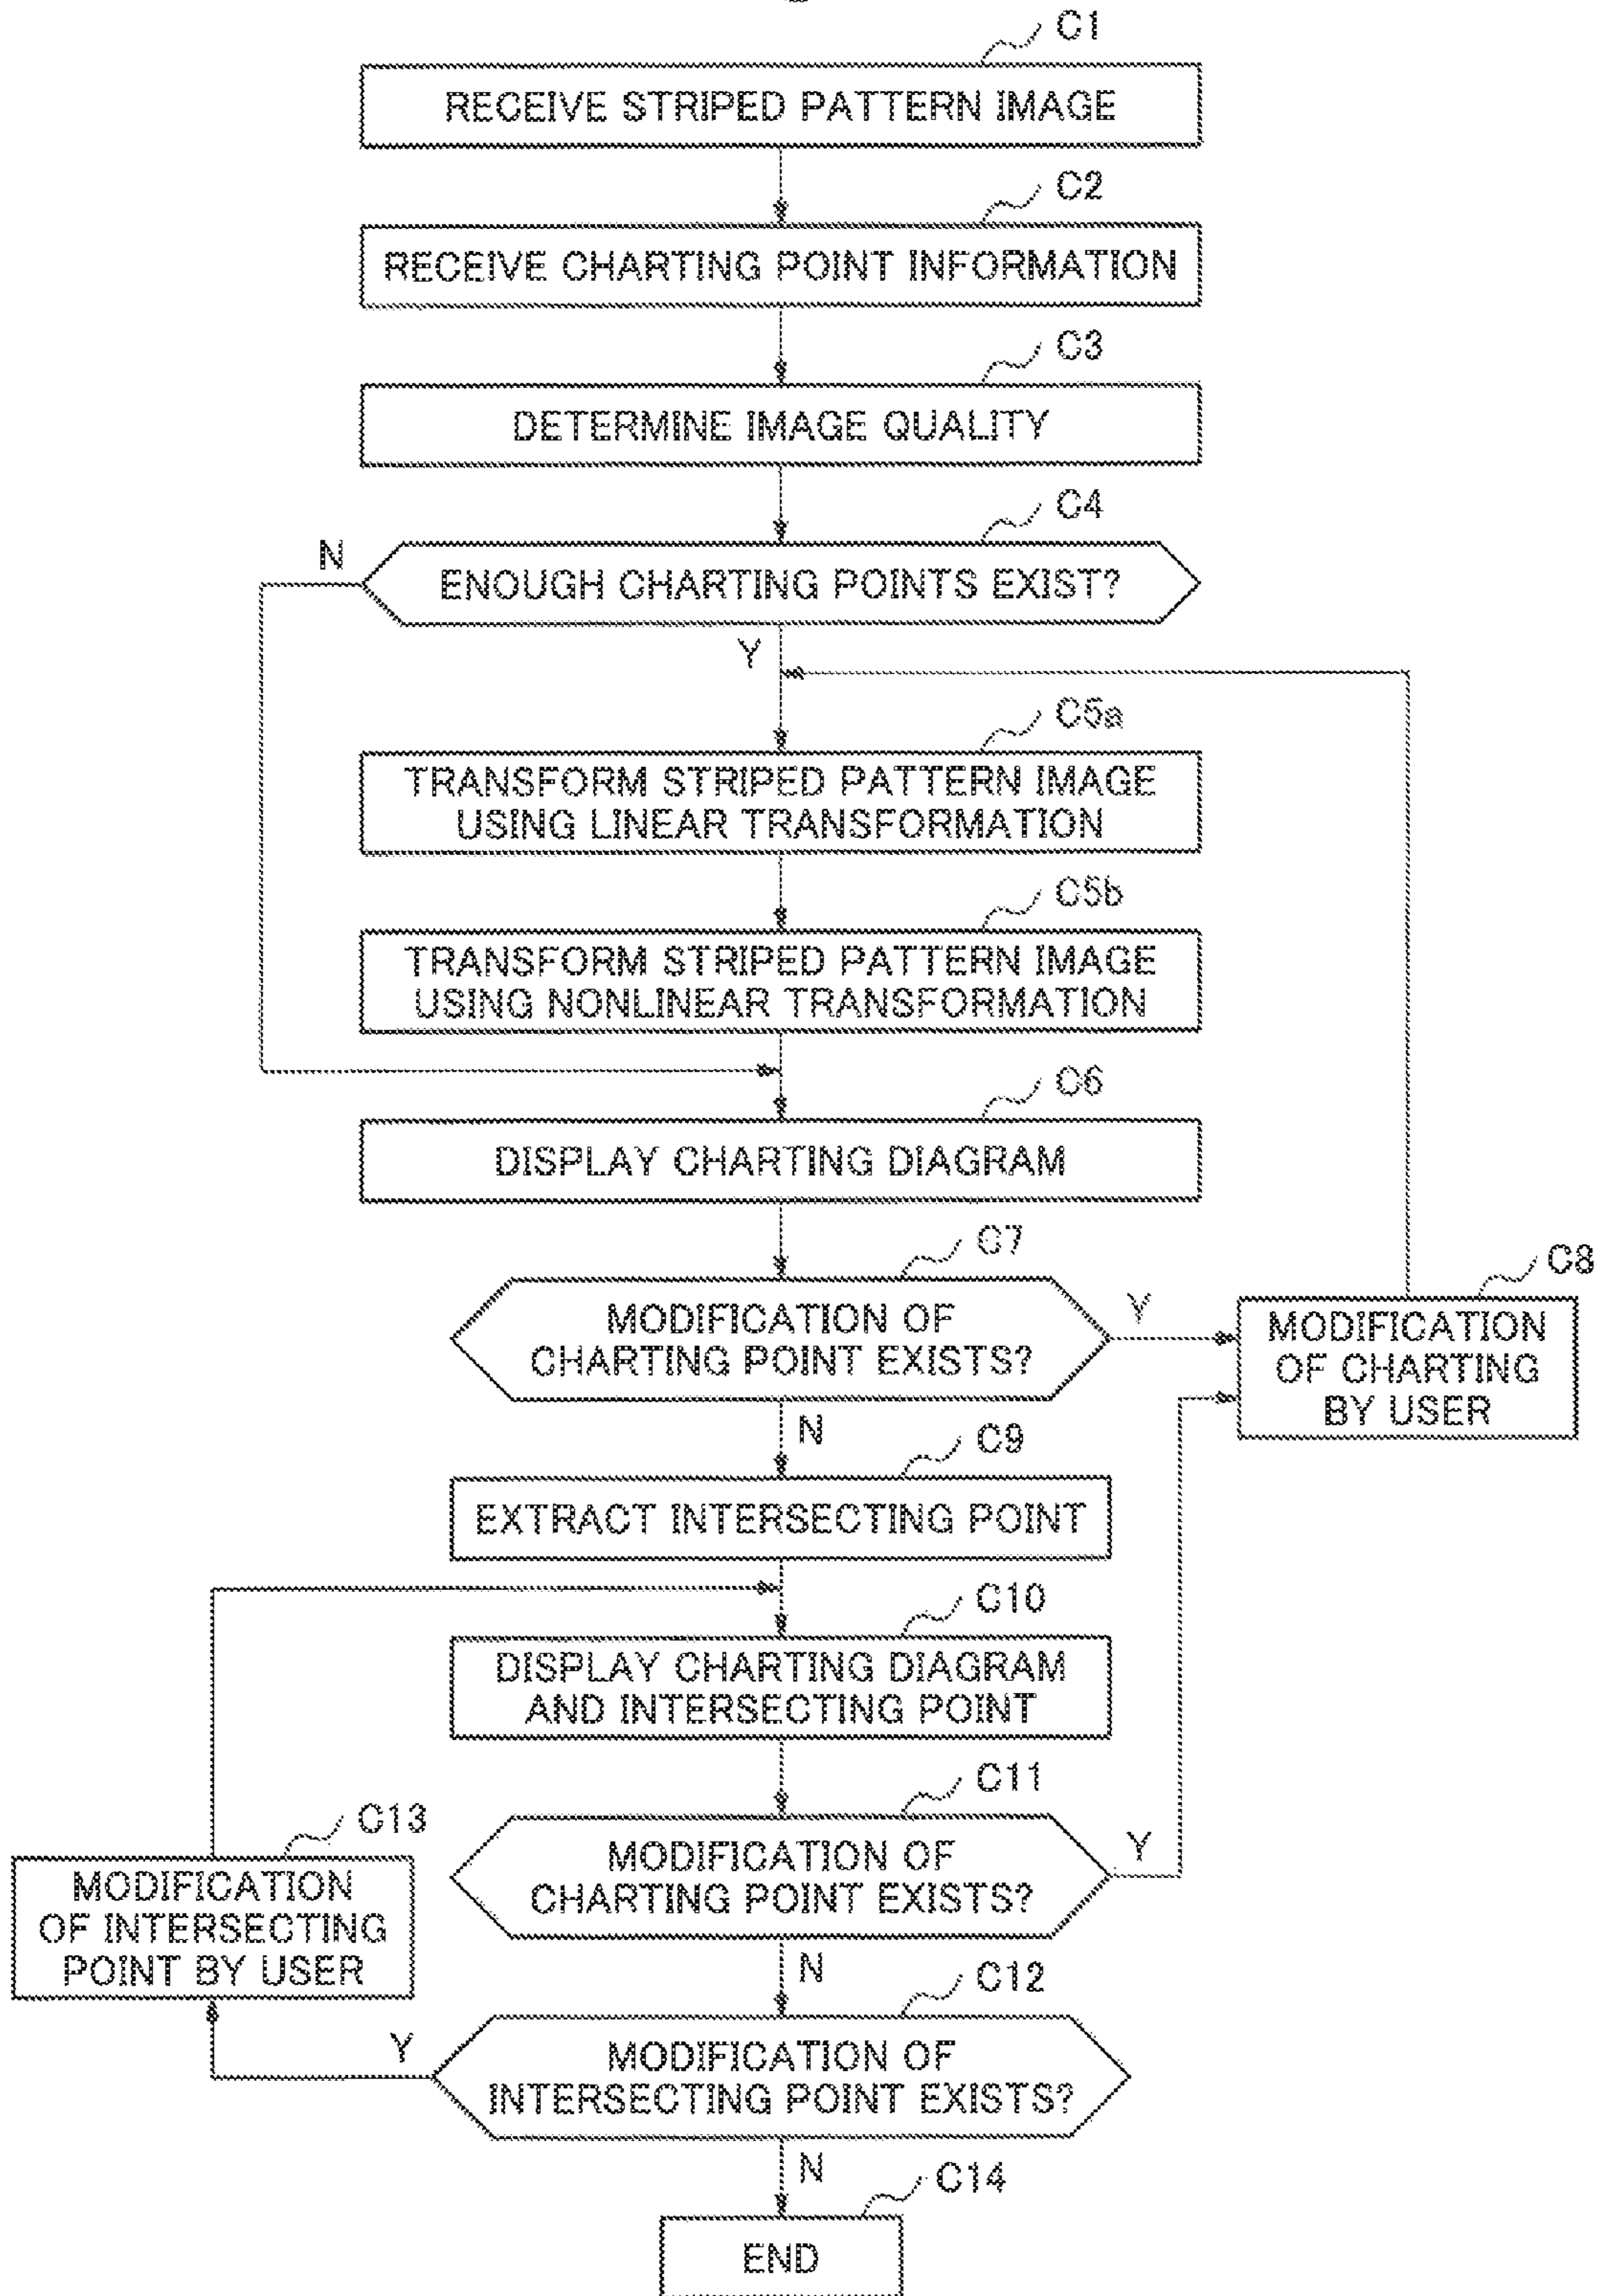 C1
RECEIVE STRIPED PATTERN IMAGE
C2
RECEIVE CHARTING POINT INFORMATION
C3
DETERMINE IMAGE QUALITY
C4
N
ENOUGH CHARTING POINTS EXIST?
Y
C5a
TRANSFORM STRIPED PATTERN IMAGE
USING LINEAR TRANSFORMATION
C5b
TRANSFORM STRIPED PATTERN IMAGE
USING NONLINEAR TRANSFORMATION
C6
DISPLAY CHARTING DIAGRAM
C7
MODIFICATION OF
CHARTING POINT EXISTS?
Y
C8
MODIFICATION
OF CHARTING
BY USER
N
C9
EXTRACT INTERSECTING POINT
C10
DISPLAY CHARTING DIAGRAM
AND INTERSECTING POINT
C11
MODIFICATION OF
CHARTING POINT EXISTS?
Y
C13
MODIFICATION
OF INTERSECTING
POINT BY USER
N
C12
Y
MODIFICATION OF
INTERSECTING POINT EXISTS?
N
C14
END